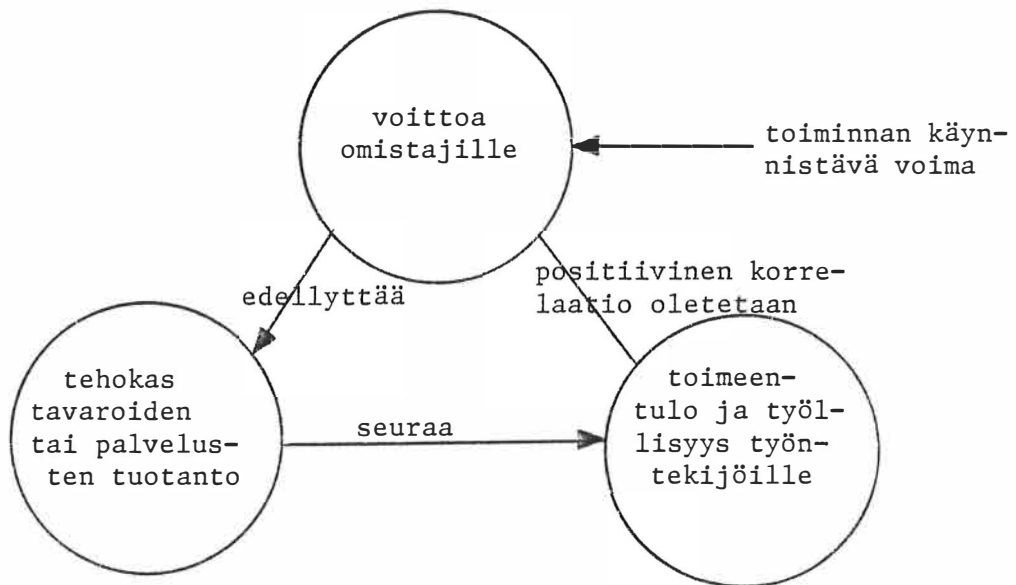 voittoa
omistajille
toiminnan käyn-
nistävä voima
edellyttää
positiivinen korre-
laatio oletetaan
tehokas
tavaroiden
tai palvelus-
ten tuotanto
seuraa
toimeen-
tulo ja työl-
lisyys työn-
tekijöille